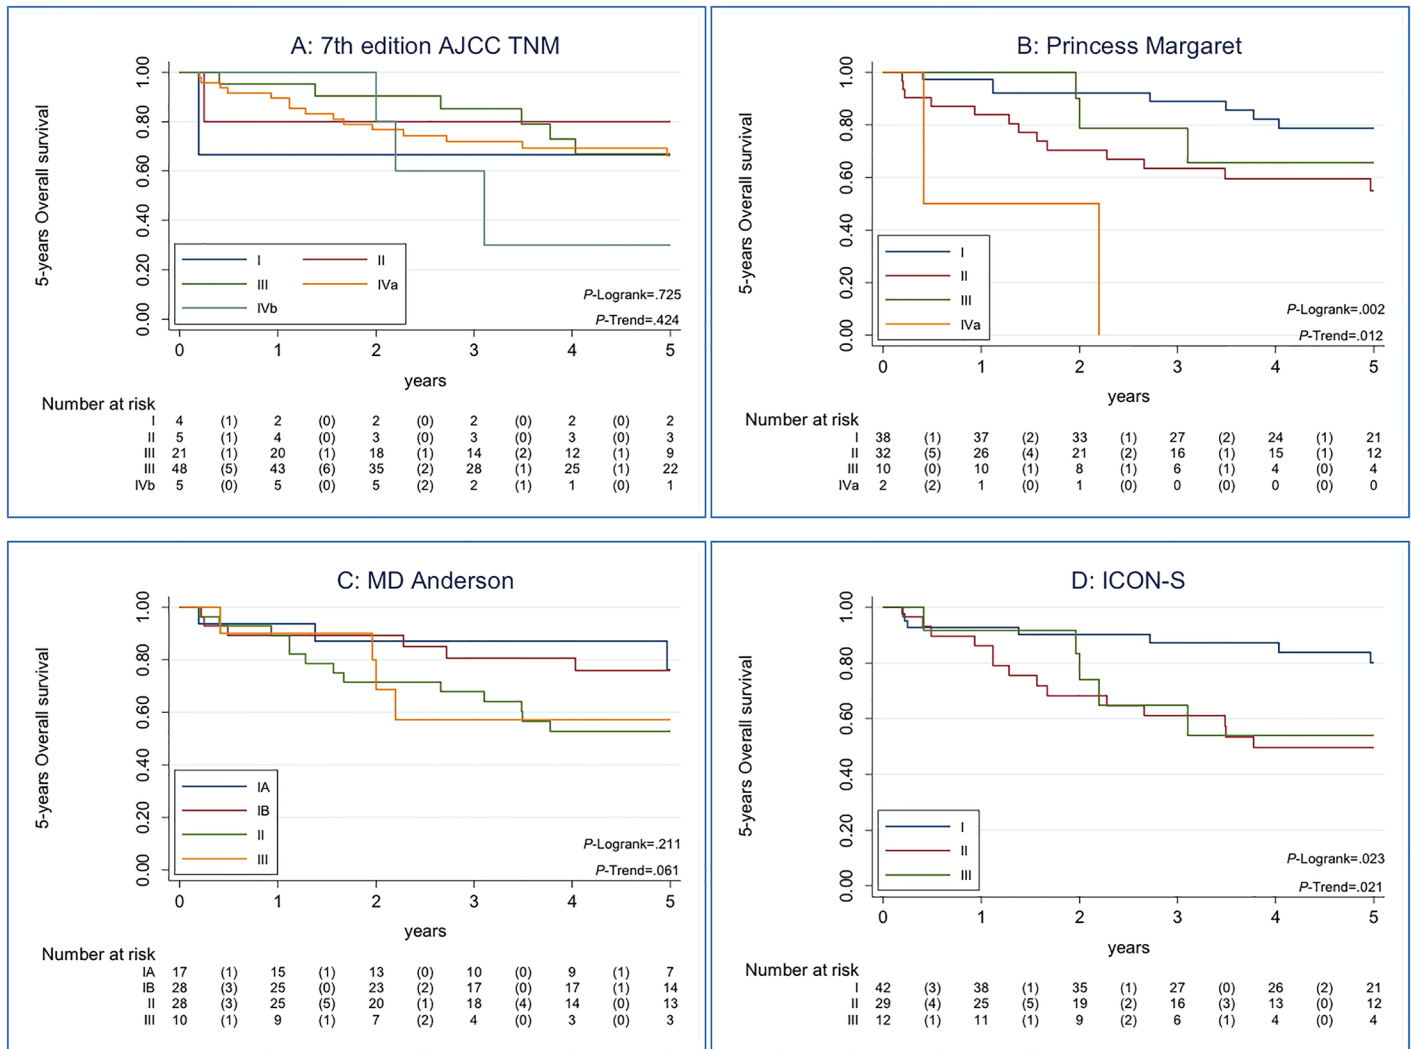 A: 7th edition AJCC TNM
5-years Overall survival
1.00
0.80
0.60
0.40
0.20
0.00
I II
III IVa
IVb
P-Logrank=.725
P-Trend=.424
0 1 2 3 4 5
years
Number at risk
I 4 (1) 2 (0) 2 (0) 2 (0) 2 (0) 2
II 5 (1) 4 (0) 3 (0) 3 (0) 3 (0) 3
III 21 (1) 20 (1) 18 (1) 14 (2) 12 (1) 9
III 48 (5) 43 (6) 35 (2) 28 (1) 25 (1) 22
IVb 5 (0) 5 (0) 5 (2) 2 (1) 1 (0) 1
B: Princess Margaret
5-years Overall survival
1.00
0.80
0.60
0.40
0.20
0.00
I
II
III
IVa
P-Logrank=.002
P-Trend=.012
0 1 2 3 4 5
years
Number at risk
I 38 (1) 37 (2) 33 (1) 27 (2) 24 (1) 21
II 32 (5) 26 (4) 21 (2) 16 (1) 15 (1) 12
III 10 (0) 10 (1) 8 (1) 6 (1) 4 (0) 4
IVa 2 (2) 1 (0) 1 (0) 0 (0) 0 (0) 0
C: MD Anderson
5-years Overall survival
1.00
0.80
0.60
0.40
0.20
0.00
IA
IB
II
III
P-Logrank=.211
P-Trend=.061
0 1 2 3 4 5
years
Number at risk
IA 17 (1) 15 (1) 13 (0) 10 (0) 9 (1) 7
IB 28 (3) 25 (0) 23 (2) 17 (0) 17 (1) 14
II 28 (3) 25 (5) 20 (1) 18 (4) 14 (0) 13
III 10 (1) 9 (1) 7 (2) 4 (0) 3 (0) 3
D: ICON-S
5-years Overall survival
1.00
0.80
0.60
0.40
0.20
0.00
I
II
III
P-Logrank=.023
P-Trend=.021
0 1 2 3 4 5
years
Number at risk
I 42 (3) 38 (1) 35 (1) 27 (0) 26 (2) 21
II 29 (4) 25 (5) 19 (2) 16 (3) 13 (0) 12
III 12 (1) 11 (1) 9 (2) 6 (1) 4 (0) 4